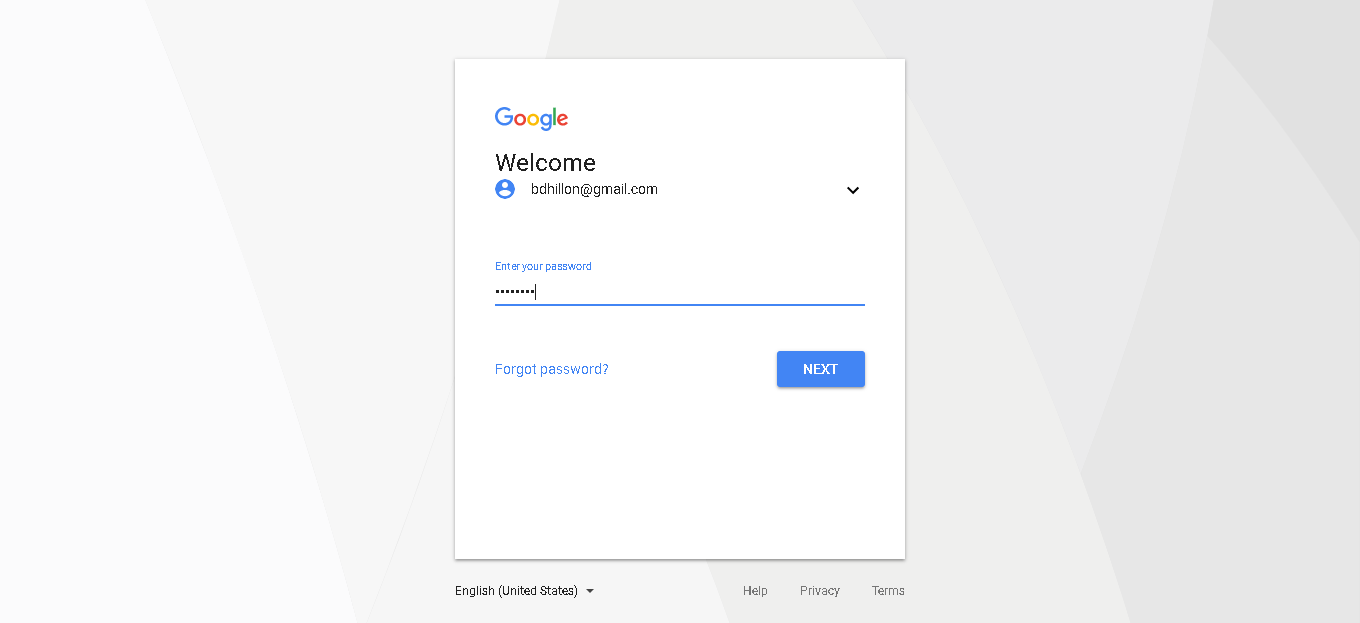 Google
Welcome
bdhillon@gmail.com
Enter your password
••••••••
Forgot password?
NEXT
English (United States)
Help Privacy Terms